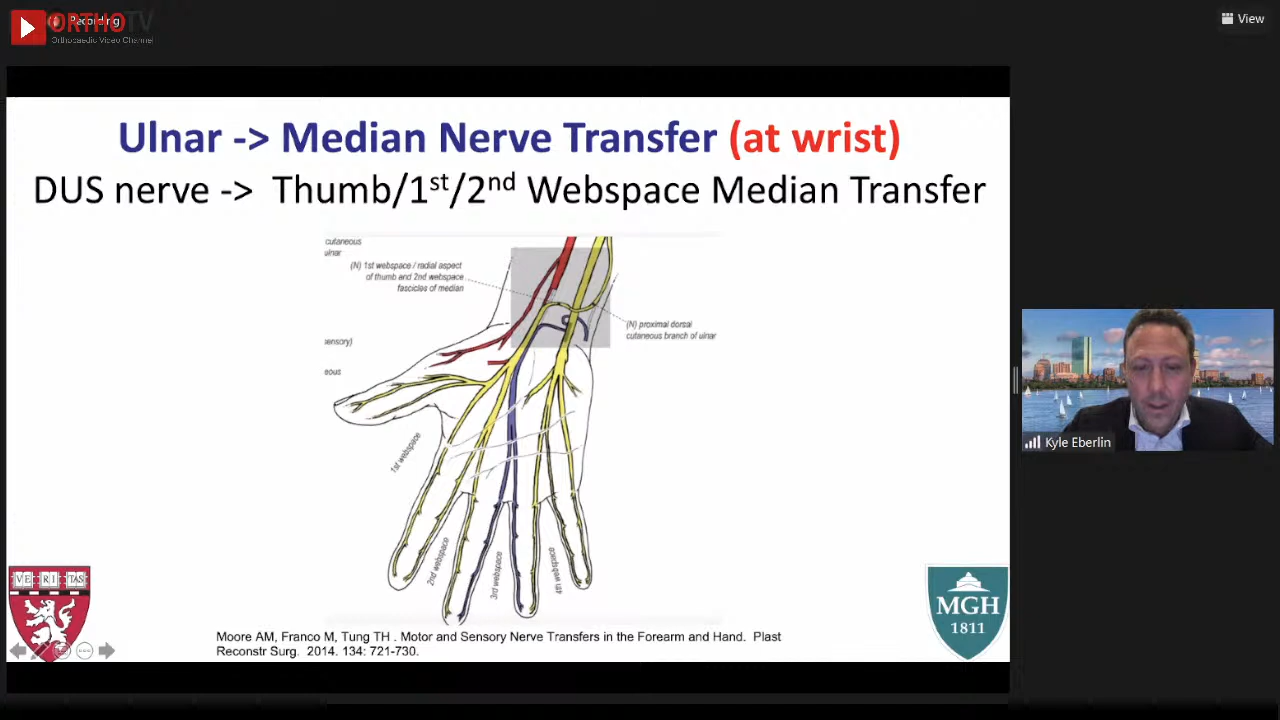 Recording
ORTHOTV
Orthopaedic Video Channel
View
Ulnar -> Median Nerve Transfer (at wrist)
DUS nerve -> Thumb/1st/2nd Webspace Median Transfer
cutaneous
ulnar
(N) 1st webspace / radial aspect
of thumb and 2nd webspace
fascicles of median
(N) proximal dorsal
cutaneous branch of ulnar
sensory)
eous
1st webspace
2nd webspace
3rd webspace
4th webspace
Kyle Eberlin
VE RI TAS
MGH
1811
Moore AM, Franco M, Tung TH . Motor and Sensory Nerve Transfers in the Forearm and Hand. Plast
Reconstr Surg. 2014. 134: 721-730.